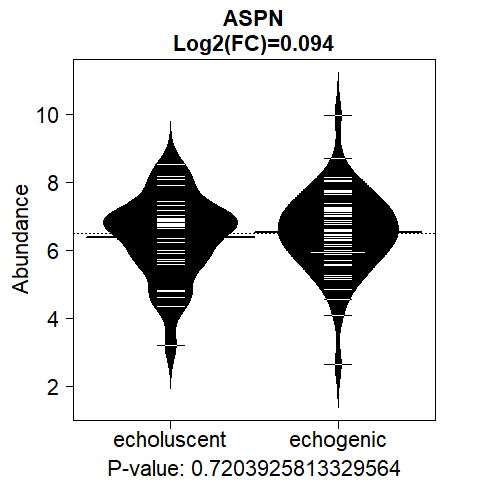 ASPN
Log2(FC)=0.094
Abundance
10
8
6
4
2
echoluscent echogenic
P-value: 0.7203925813329564